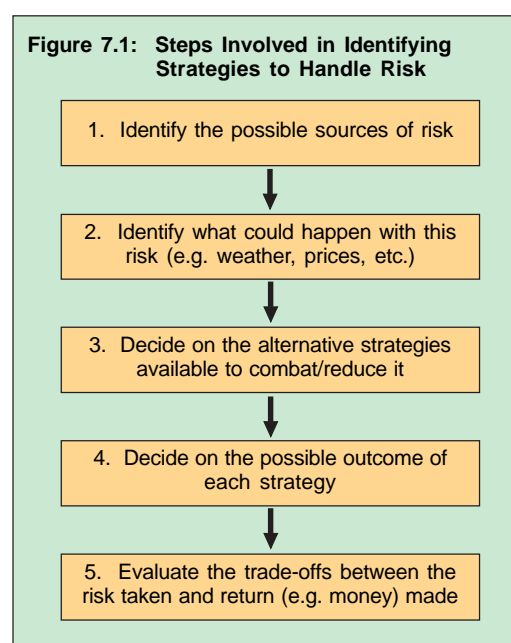 Figure 7.1: Steps Involved in Identifying
Strategies to Handle Risk
1. Identify the possible sources of risk
2. Identify what could happen with this
risk (e.g. weather, prices, etc.)
3. Decide on the alternative strategies
available to combat/reduce it
4. Decide on the possible outcome of
each strategy
5. Evaluate the trade-offs between the
risk taken and return (e.g. money) made